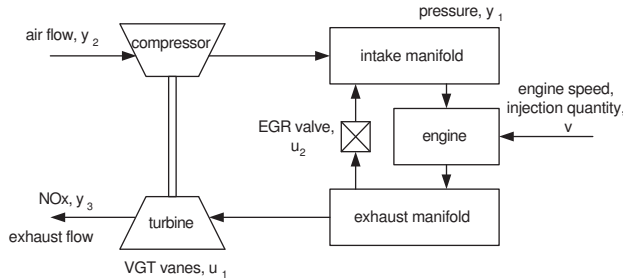 pressure, y 1
air flow, y 2
compressor
intake manifold
engine speed,
injection quantity,
v
EGR valve,
u 2
engine
NOx, y 3
exhaust flow
turbine
exhaust manifold
VGT vanes, u 1